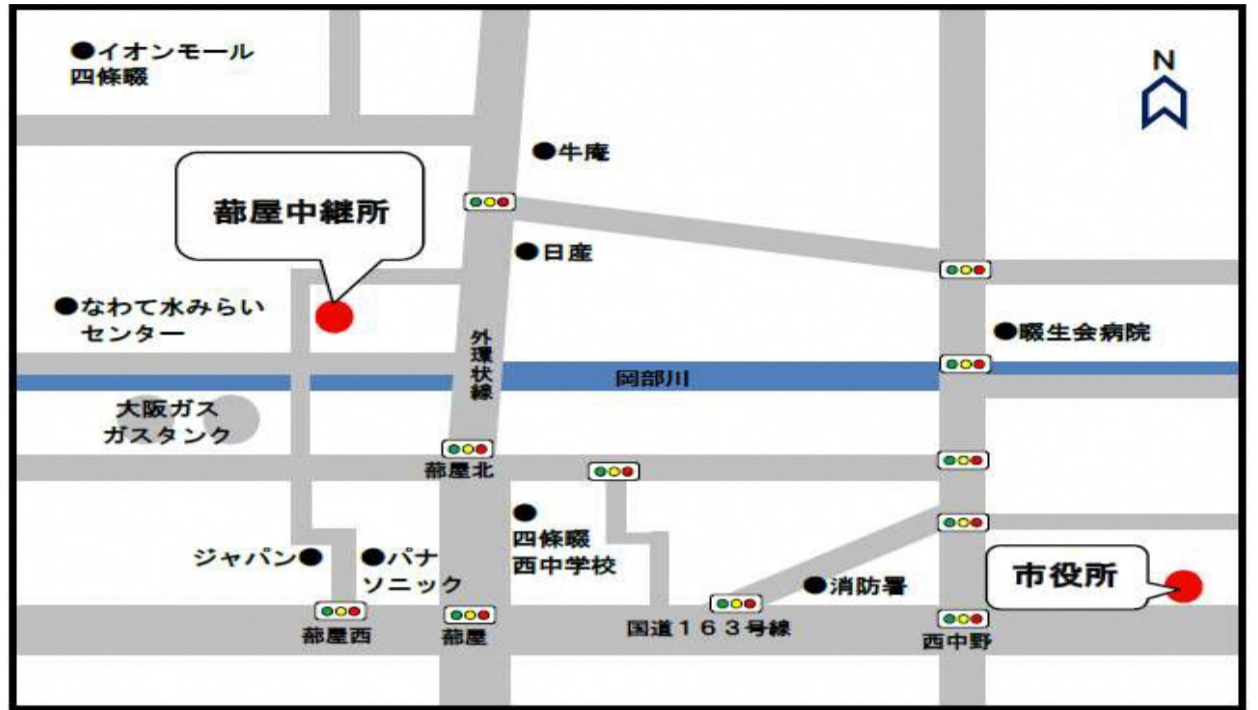 ●イオンモール
四條畷
N
●牛庵
蔀屋中継所
●日産
●なわて水みらい
センター
●畷生会病院
外環状線
岡部川
大阪ガス
ガスタンク
蔀屋北
●
四條畷
西中学校
ジャパン●
●パナ
ソニック
●消防署
市役所
蔀屋西
蔀屋
国道１６３号線
西中野